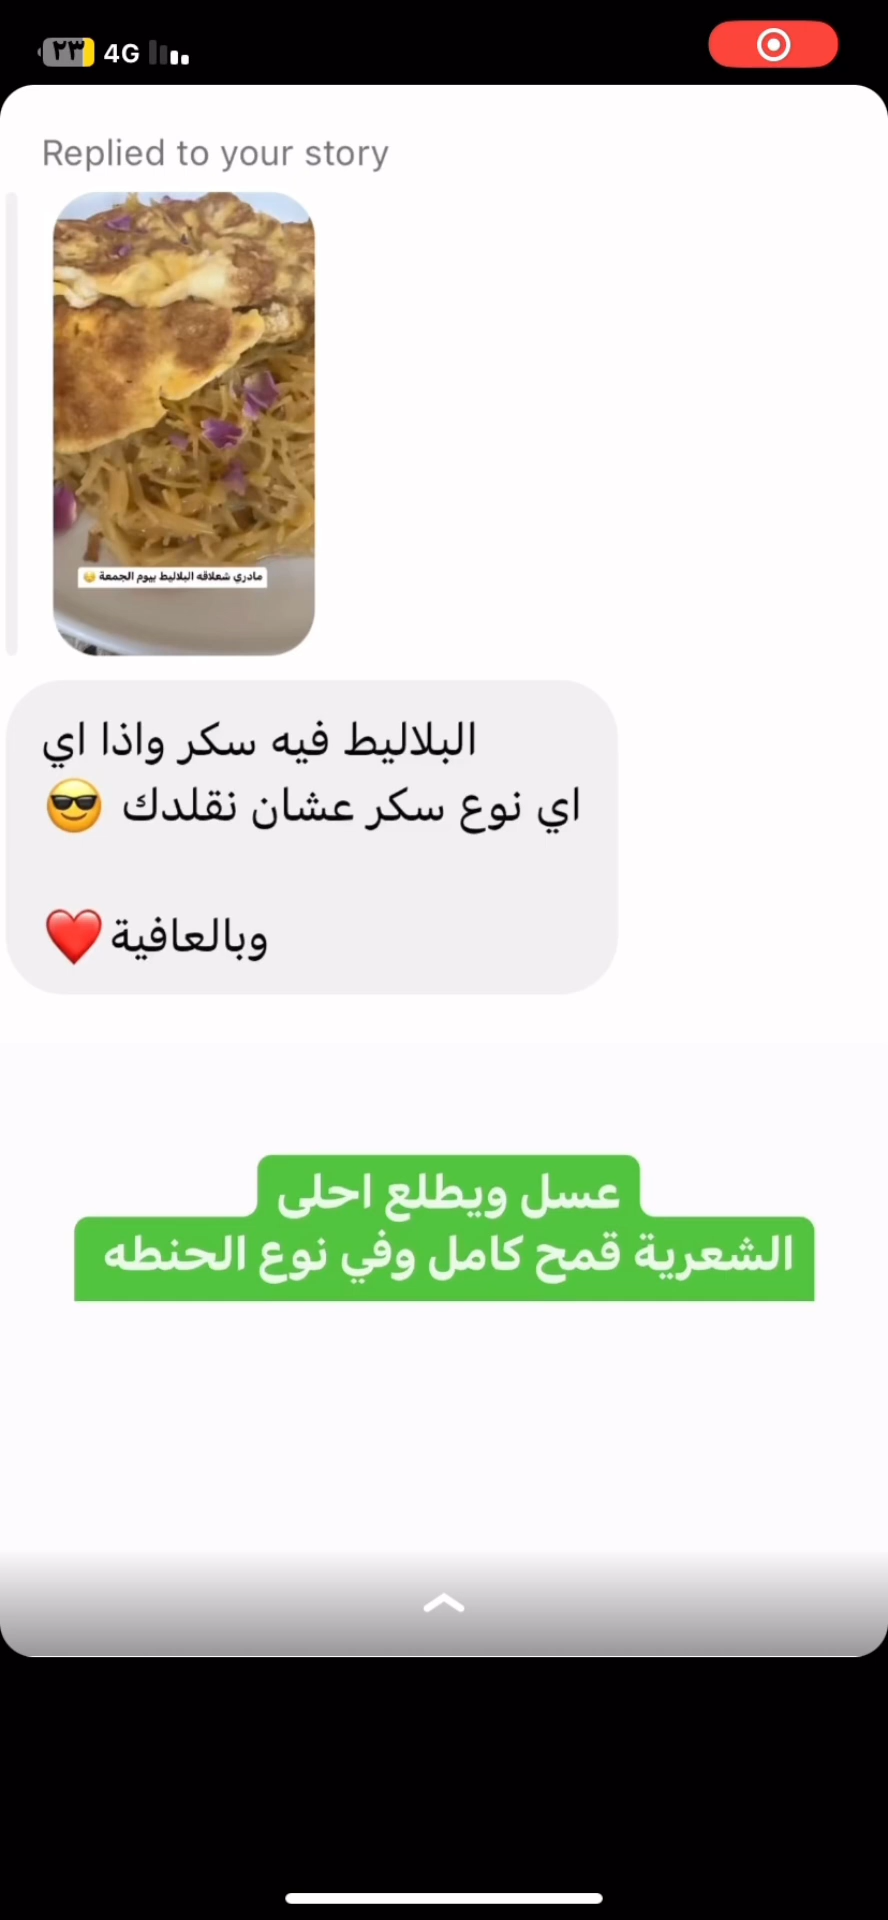 ٢٣ 4G
Replied to your story
مادري شعلاقه البلاليط بيوم الجمعة 😅
البلاليط فيه سكر واذا اي
اي نوع سكر عشان نقلدك 😎
وبالعافية ❤️
عسل ويطلع احلى
الشعرية قمح كامل وفي نوع الحنطه